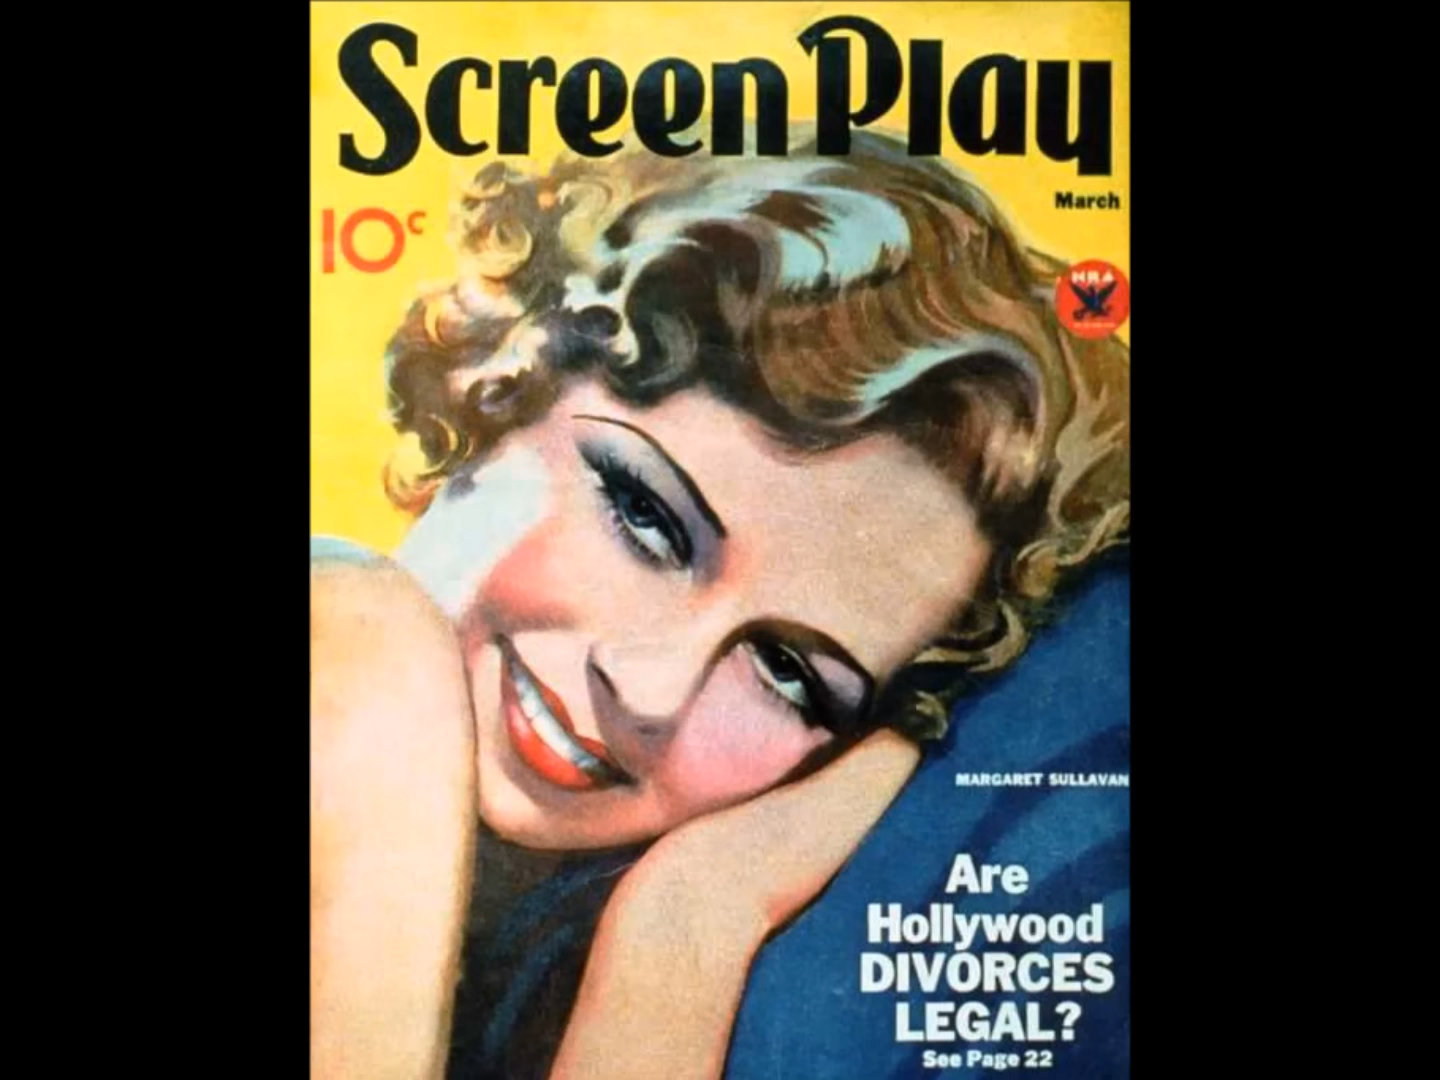 Screen Play
March
10c
NRA
MARGARET SULLAVAN
Are
Hollywood
DIVORCES
LEGAL?
See Page 22